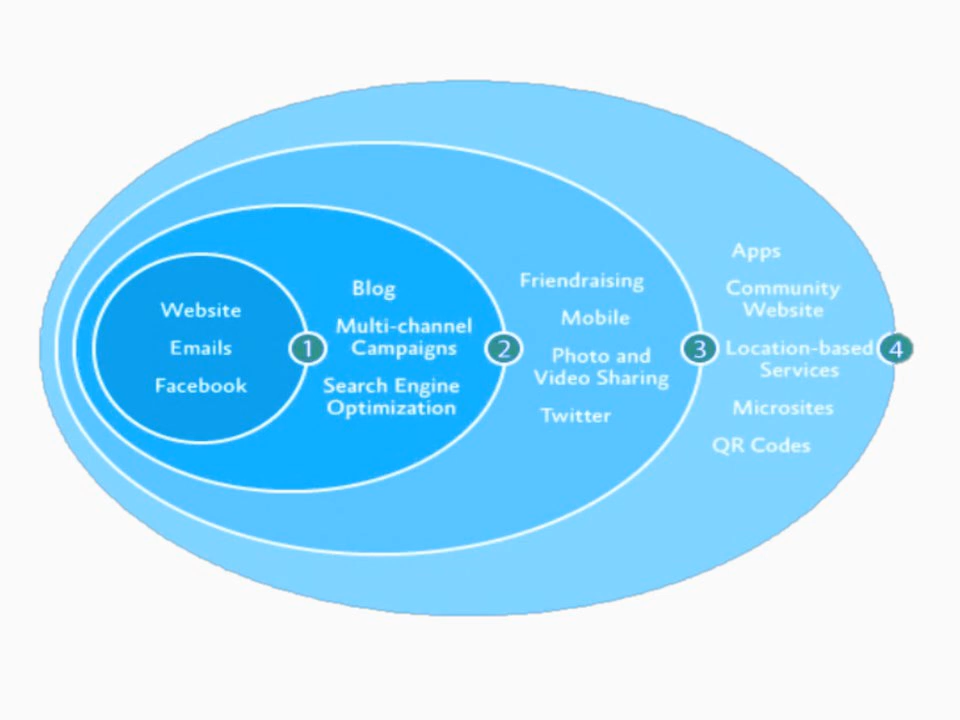 Website
Emails
Facebook
1
Blog
Multi-channel
Campaigns
Search Engine
Optimization
2
Friendraising
Mobile
Photo and
Video Sharing
Twitter
3
Apps
Community
Website
Location-based
Services
Microsites
QR Codes
4